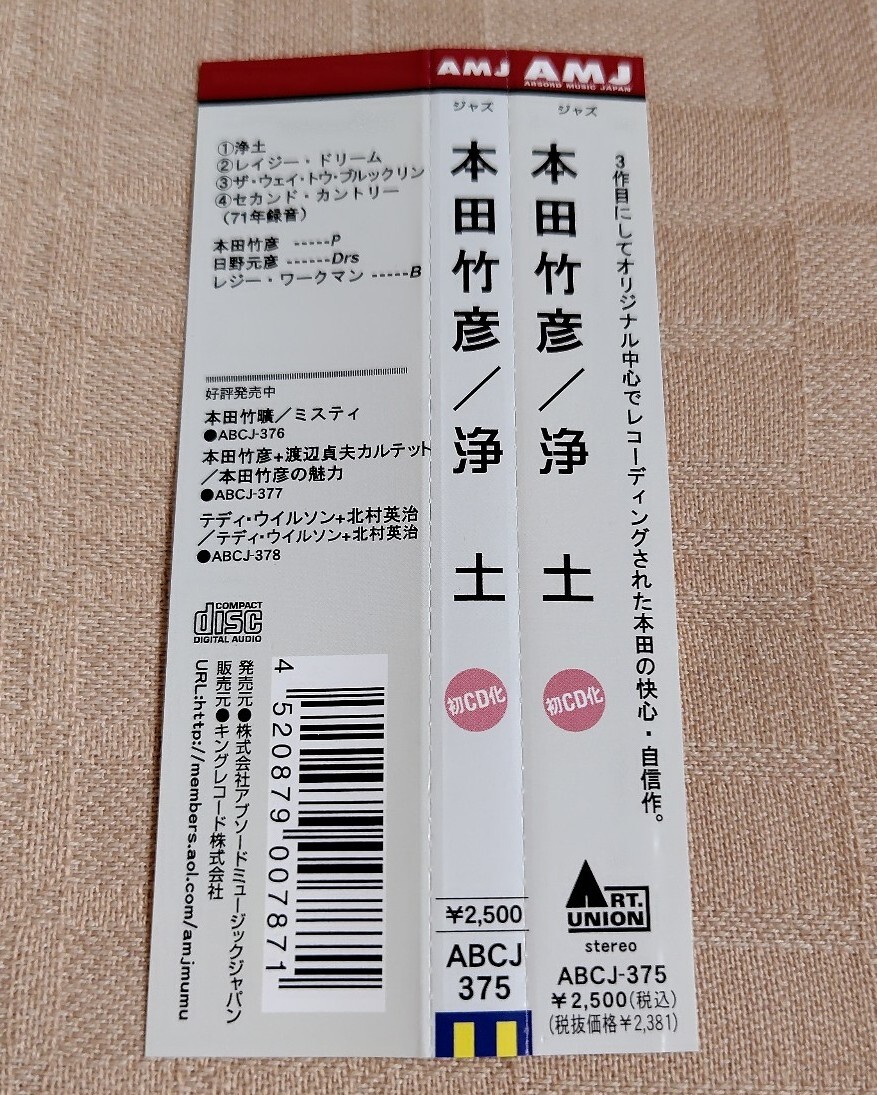 AMJ
ABSORD MUSIC JAPAN
ジャズ
3作目にしてオリジナル中心でレコーディングされた本田の快心・自信作。
本田竹彦／浄土
初CD化
ART.
UNION
stereo
ABCJ-375
￥2,500(税込)
(税抜価格￥2,381)
AMJ
ジャズ
本田竹彦／浄土
初CD化
￥2,500
ABCJ
375
①浄土
②レイジー・ドリーム
③ザ・ウェイ・トゥ・ブルックリン
④セカンド・カントリー
（71年録音）
本田竹彦 -----P
日野元彦 ------Drs
レジー・ワークマン -----B
好評発売中
本田竹曠／ミスティ
●ABCJ-376
本田竹彦+渡辺貞夫カルテット
／本田竹彦の魅力
●ABCJ-377
テディ・ウイルソン+北村英治
／テディ・ウイルソン+北村英治
●ABCJ-378
COMPACT
disc
DIGITAL AUDIO
発売元●株式会社アブソードミュージックジャパン
販売元●キングレコード株式会社
URL:http://members.aol.com/amjmumu
4 520879 007871